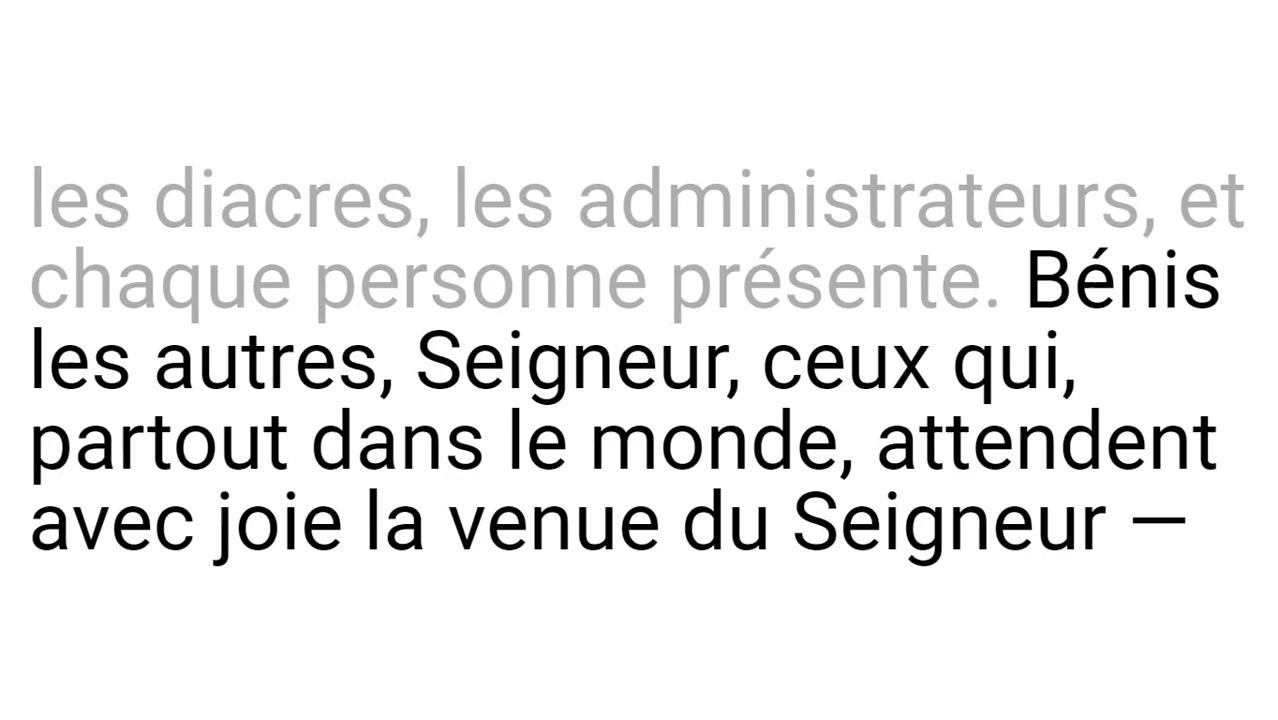 les diacres, les administrateurs, et
chaque personne présente. Bénis
les autres, Seigneur, ceux qui,
partout dans le monde, attendent
avec joie la venue du Seigneur —